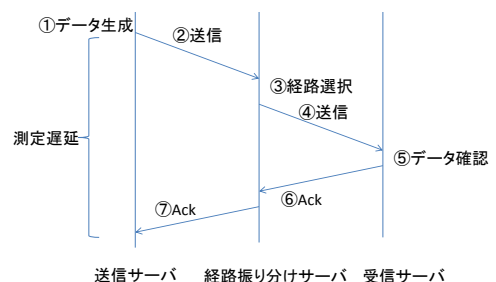 ①データ生成
②送信
③経路選択
④送信
測定遅延
⑤データ確認
⑥Ack
⑦Ack
送信サーバ 経路振り分けサーバ 受信サーバ